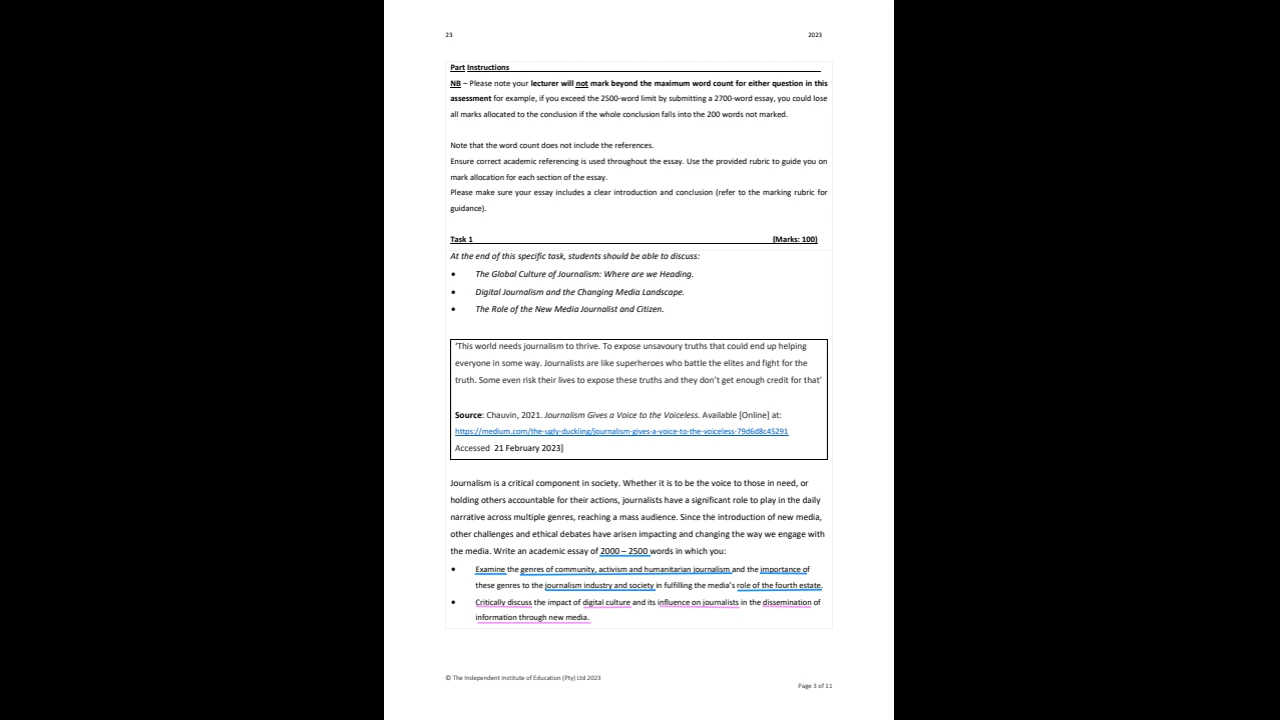 23 2023
Part Instructions
NB – Please note your lecturer will not mark beyond the maximum word count for either question in this
assessment for example, if you exceed the 2500-word limit by submitting a 2700-word essay, you could lose
all marks allocated to the conclusion if the whole conclusion falls into the 200 words not marked.
Note that the word count does not include the references.
Ensure correct academic referencing is used throughout the essay. Use the provided rubric to guide you on
mark allocation for each section of the essay.
Please make sure your essay includes a clear introduction and conclusion (refer to the marking rubric for
guidance).
Task 1 (Marks: 100)
At the end of this specific task, students should be able to discuss:
• The Global Culture of Journalism: Where are we Heading.
• Digital Journalism and the Changing Media Landscape.
• The Role of the New Media Journalist and Citizen.
'This world needs journalism to thrive. To expose unsavoury truths that could end up helping
everyone in some way. Journalists are like superheroes who battle the elites and fight for the
truth. Some even risk their lives to expose these truths and they don't get enough credit for that'
Source: Chauvin, 2021. Journalism Gives a Voice to the Voiceless. Available [Online] at:
https://medium.com/the-ugly-duckling/journalism-gives-a-voice-to-the-voiceless-79d6d8c45291
Accessed 21 February 2023]
Journalism is a critical component in society. Whether it is to be the voice to those in need, or
holding others accountable for their actions, journalists have a significant role to play in the daily
narrative across multiple genres, reaching a mass audience. Since the introduction of new media,
other challenges and ethical debates have arisen impacting and changing the way we engage with
the media. Write an academic essay of 2000 – 2500 words in which you:
• Examine the genres of community, activism and humanitarian journalism and the importance of
these genres to the journalism industry and society in fulfilling the media's role of the fourth estate.
• Critically discuss the impact of digital culture and its influence on journalists in the dissemination of
information through new media.
© The Independent Institute of Education (Pty) Ltd 2023
Page 3 of 11